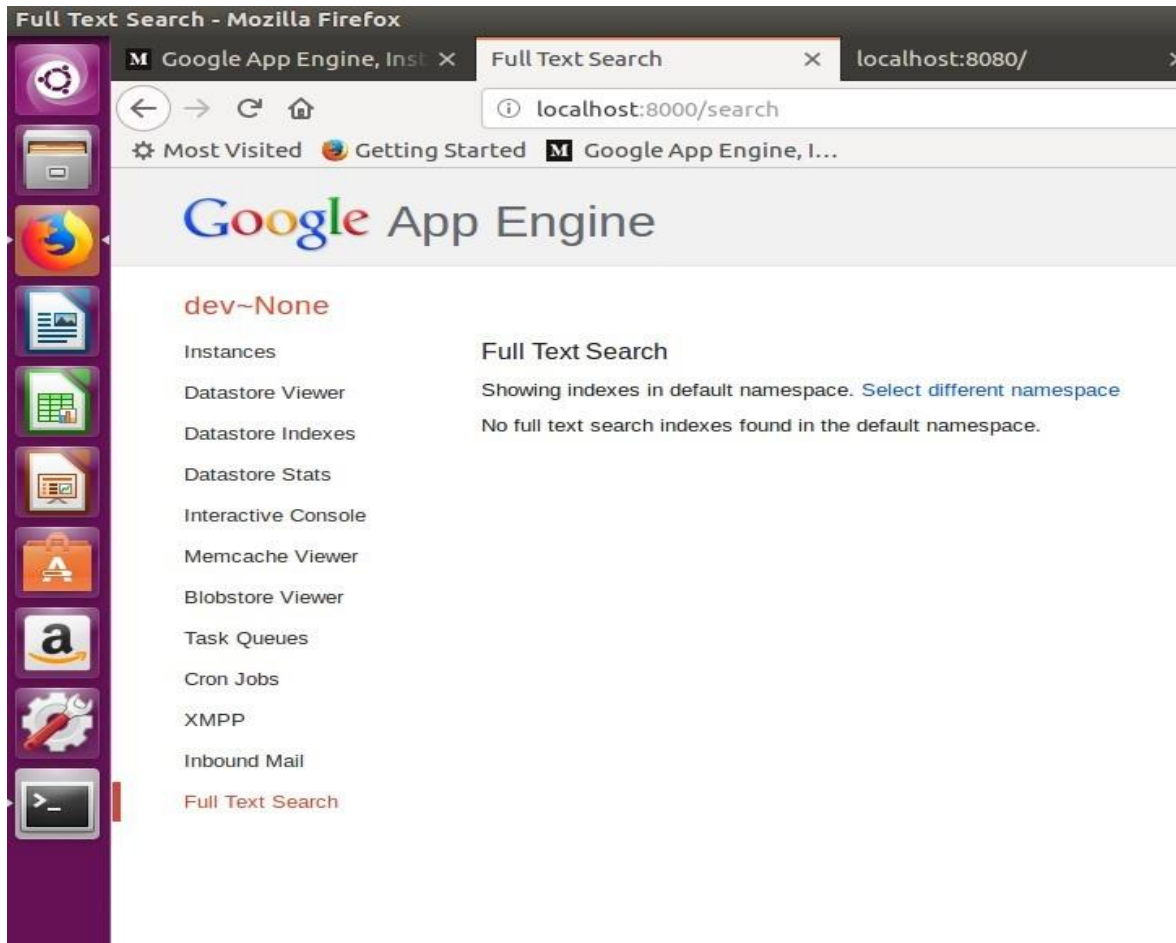 Full Text Search - Mozilla Firefox
M Google App Engine, Inst
Full Text Search
localhost:8080/
localhost:8000/search
Most Visited
Getting Started
M Google App Engine, I...
Google App Engine
dev~None
Instances
Datastore Viewer
Datastore Indexes
Datastore Stats
Interactive Console
Memcache Viewer
Blobstore Viewer
Task Queues
Cron Jobs
XMPP
Inbound Mail
Full Text Search
Full Text Search
Showing indexes in default namespace. Select different namespace
No full text search indexes found in the default namespace.